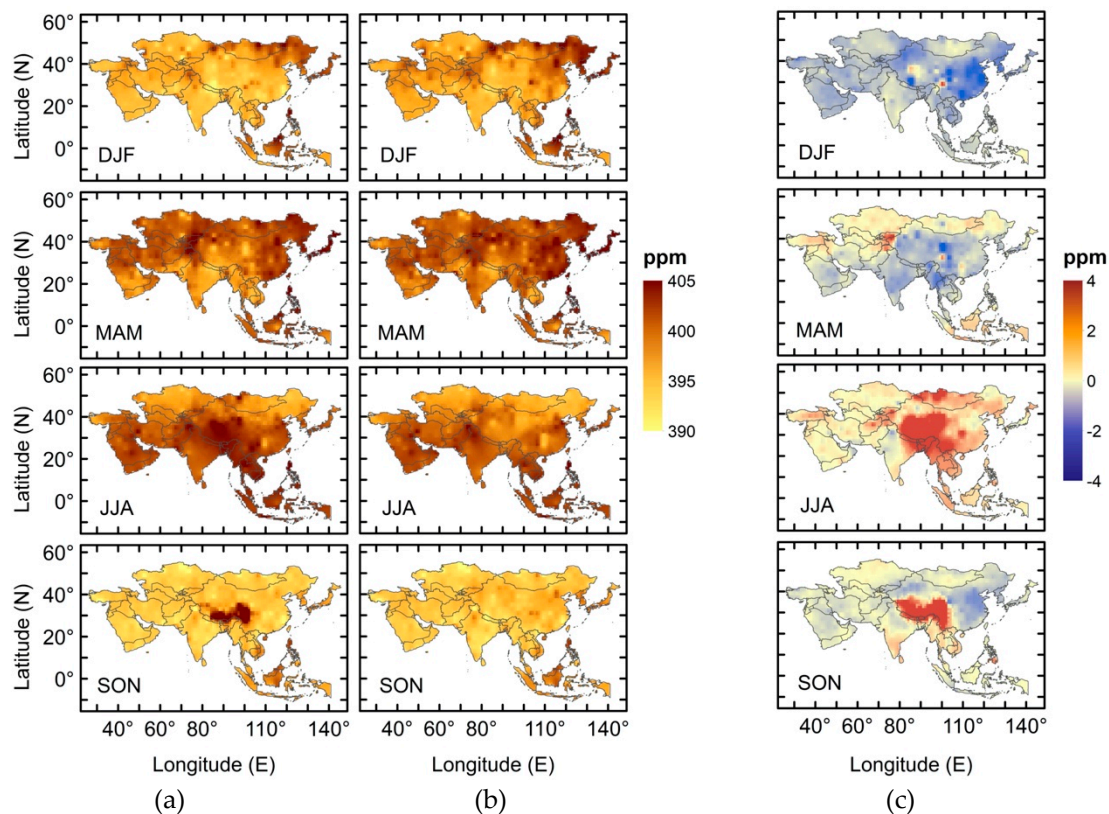 60°
40°
20°
0°
Latitude (N)
DJF
DJF
DJF
60°
40°
20°
0°
Latitude (N)
MAM
MAM
MAM
ppm
405
400
395
390
ppm
4
2
0
-2
-4
60°
40°
20°
0°
Latitude (N)
JJA
JJA
JJA
60°
40°
20°
0°
Latitude (N)
SON
SON
SON
40° 60° 80° 110° 140°
40° 60° 80° 110° 140°
40° 60° 80° 110° 140°
Longitude (E)
Longitude (E)
Longitude (E)
(a)
(b)
(c)